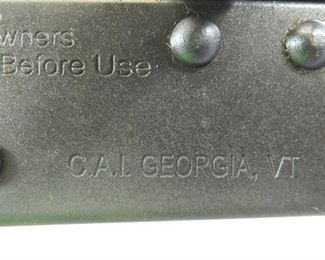 wners
Before Use
C.A.I. GEORGIA, VT